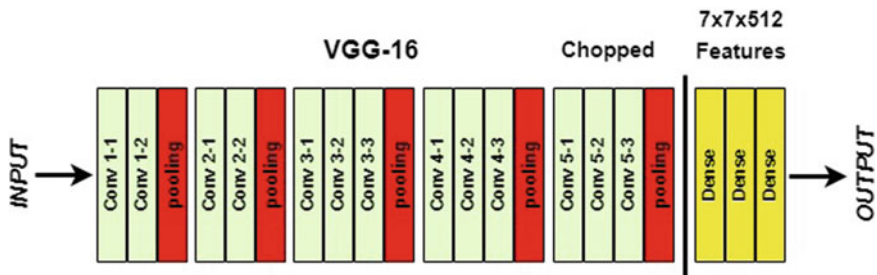 7x7x512
VGG-16
Chopped
Features
INPUT
Conv 1-1
Conv 1-2
pooling
Conv 2-1
Conv 2-2
pooling
Conv 3-1
Conv 3-2
Conv 3-3
pooling
Conv 4-1
Conv 4-2
Conv 4-3
pooling
Conv 5-1
Conv 5-2
Conv 5-3
pooling
Dense
Dense
Dense
OUTPUT